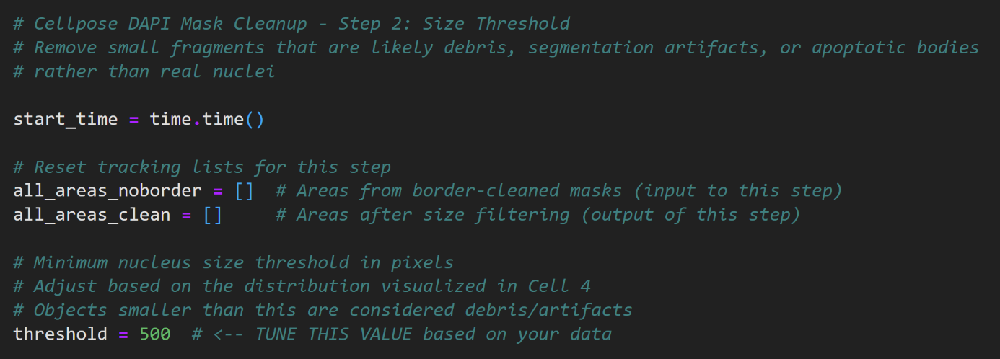 # Cellpose DAPI Mask Cleanup - Step 2: Size Threshold
# Remove small fragments that are likely debris, segmentation artifacts, or apoptotic bodies
# rather than real nuclei
start_time = time.time()
# Reset tracking lists for this step
all_areas_noborder = []  # Areas from border-cleaned masks (input to this step)
all_areas_clean = []     # Areas after size filtering (output of this step)
# Minimum nucleus size threshold in pixels
# Adjust based on the distribution visualized in Cell 4
# Objects smaller than this are considered debris/artifacts
threshold = 500  # <-- TUNE THIS VALUE based on your data